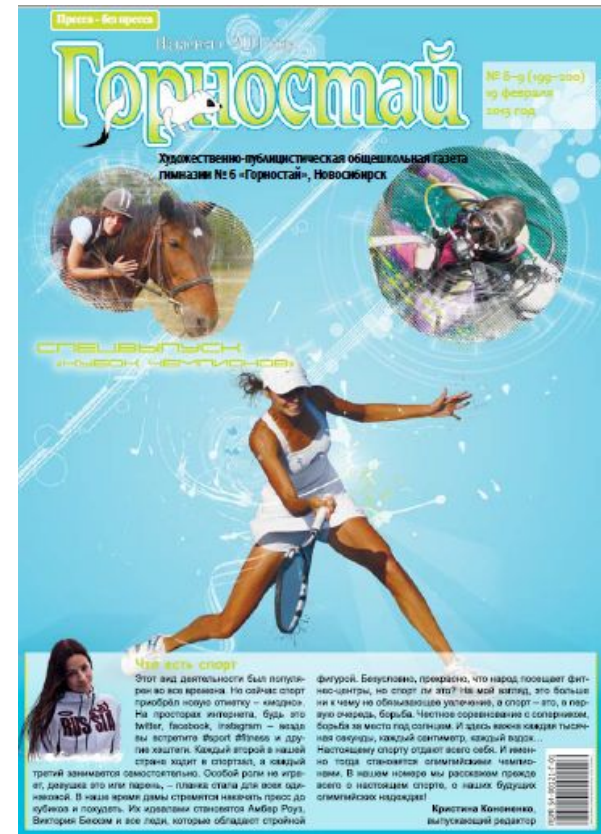 Пресса - без пресса
Горностай
№ 8-9 (199-200)
19 февраля
2013 год
Художественно-публицистическая общешкольная газета
гимназии № 6 «Горностай», Новосибирск
СПЕЦВЫПУСК
«КУБОК ЧЕМПИОНОВ»
Что есть спорт
Этот вид деятельности был популя-
рен во все времена. Но сейчас спорт
приобрёл новую отметку – «модно».
На просторах интернета, будь это
twitter, facebook, instagram – везде
вы встретите #sport #fitness и дру-
гие хештеги. Каждый второй в нашей
стране ходит в спортзал, а каждый
третий занимается самостоятельно. Особой роли не игра-
ет, девушка это или парень, – планка стала для всех оди-
наковой. В наше время дамы стремятся накачать пресс до
кубиков и похудеть. Их идеалами становятся Амбер Роуз,
Виктория Бекхэм и все леди, которые обладают стройной
фигурой. Безусловно, прекрасно, что народ посещает фит-
нес-центры, но спорт ли это? На мой взгляд, это больше
ни к чему не обязывающее увлечение, а спорт – это, в пер-
вую очередь, борьба. Честное соревнование с соперником,
борьба за место под солнцем. И здесь важна каждая тысяч-
ная секунды, каждый сантиметр, каждый вздох...
Настоящему спорту отдают всего себя. И имен-
но тогда становятся олимпийскими чемпио-
нами. В нашем номере мы расскажем прежде
всего о настоящем спорте, о наших будущих
олимпийских надеждах!
Кристина Кононенко,
выпускающий редактор
RUSSIA